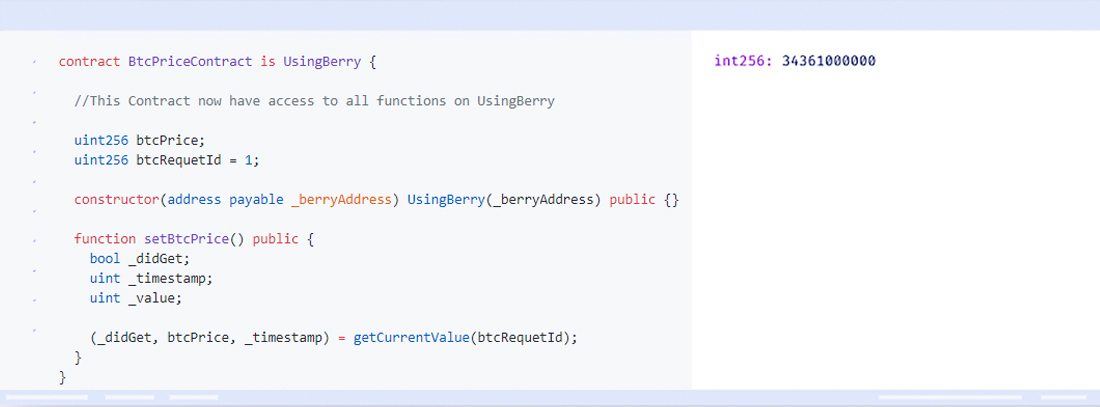 contract BtcPriceContract is UsingBerry {
//This Contract now have access to all functions on UsingBerry
uint256 btcPrice;
uint256 btcRequetId = 1;
constructor(address payable _berryAddress) UsingBerry(_berryAddress) public {}
function setBtcPrice() public {
bool _didGet;
uint _timestamp;
uint _value;
(_didGet, btcPrice, _timestamp) = getCurrentValue(btcRequetId);
}
}
int256: 34361000000